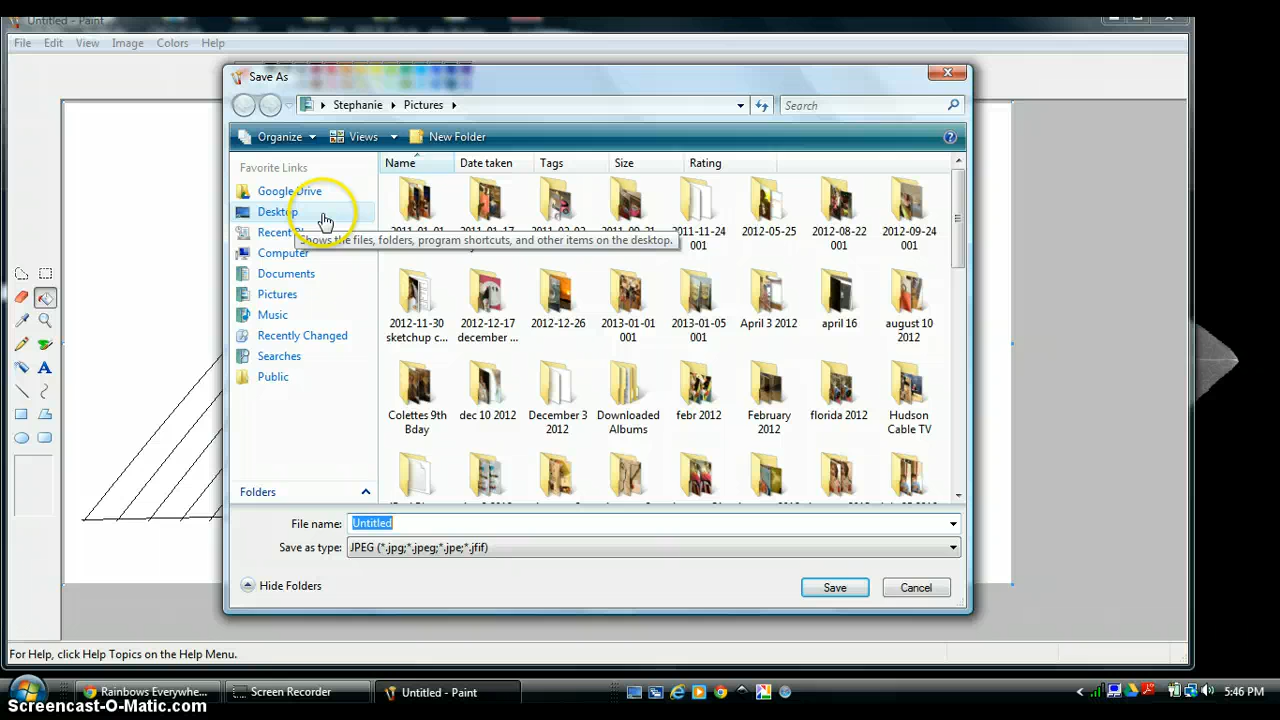 Untitled - Paint
File Edit View Image Colors Help
Save As
Stephanie Pictures
Search
Organize Views New Folder
Favorite Links
Google Drive
Desktop
Recent
Computer
Documents
Pictures
Music
Recently Changed
Searches
Public
Folders
Name Date taken Tags Size Rating
2011-11-24 001
2012-05-25
2012-08-22 001
2012-09-24 001
Shows the files, folders, program shortcuts, and other items on the desktop.
2012-11-30 sketchup c...
2012-12-17 december ...
2012-12-26
2013-01-01 001
2013-01-05 001
April 3 2012
april 16
august 10 2012
Colettes 9th Bday
dec 10 2012
December 3 2012
Downloaded Albums
febr 2012
February 2012
florida 2012
Hudson Cable TV
File name: Untitled
Save as type: JPEG (*.jpg;*.jpeg;*.jpe;*.jfif)
Hide Folders
Save
Cancel
For Help, click Help Topics on the Help Menu.
Rainbows Everywhe...
Screen Recorder
Untitled - Paint
5:46 PM
Screencast-O-Matic.com